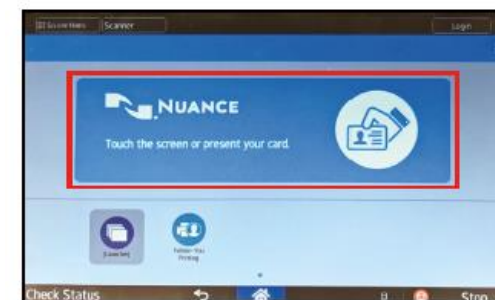 Scanner
Login
NUANCE
Touch the screen or present your card.
Follow-You
Printing
Check Status
Stop